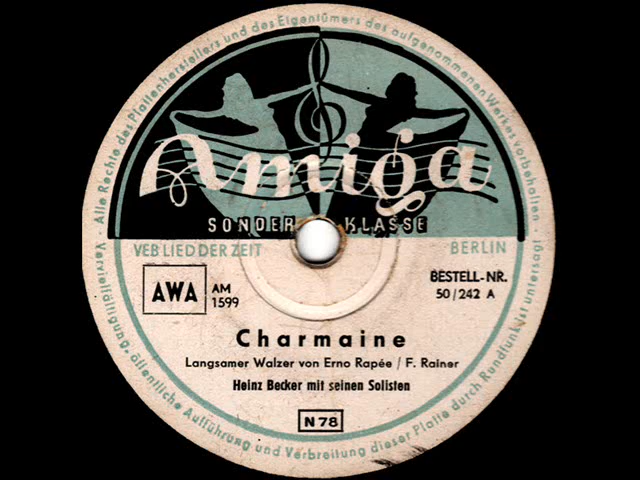 · Alle Rechte des Plattenherstellers und des Eigentümers des aufgenommenen Werkes vorbehalten ·
Amiga
SONDER KLASSE
VEB LIED DER ZEIT
BERLIN
AWA
AM
1599
BESTELL-NR.
50/242 A
Charmaine
Langsamer Walzer von Erno Rapée / F. Rainer
Heinz Becker mit seinen Solisten
N 78
Vervielfältigung, öffentliche Aufführung und Verbreitung dieser Platte durch Rundfunk ist untersagt ·